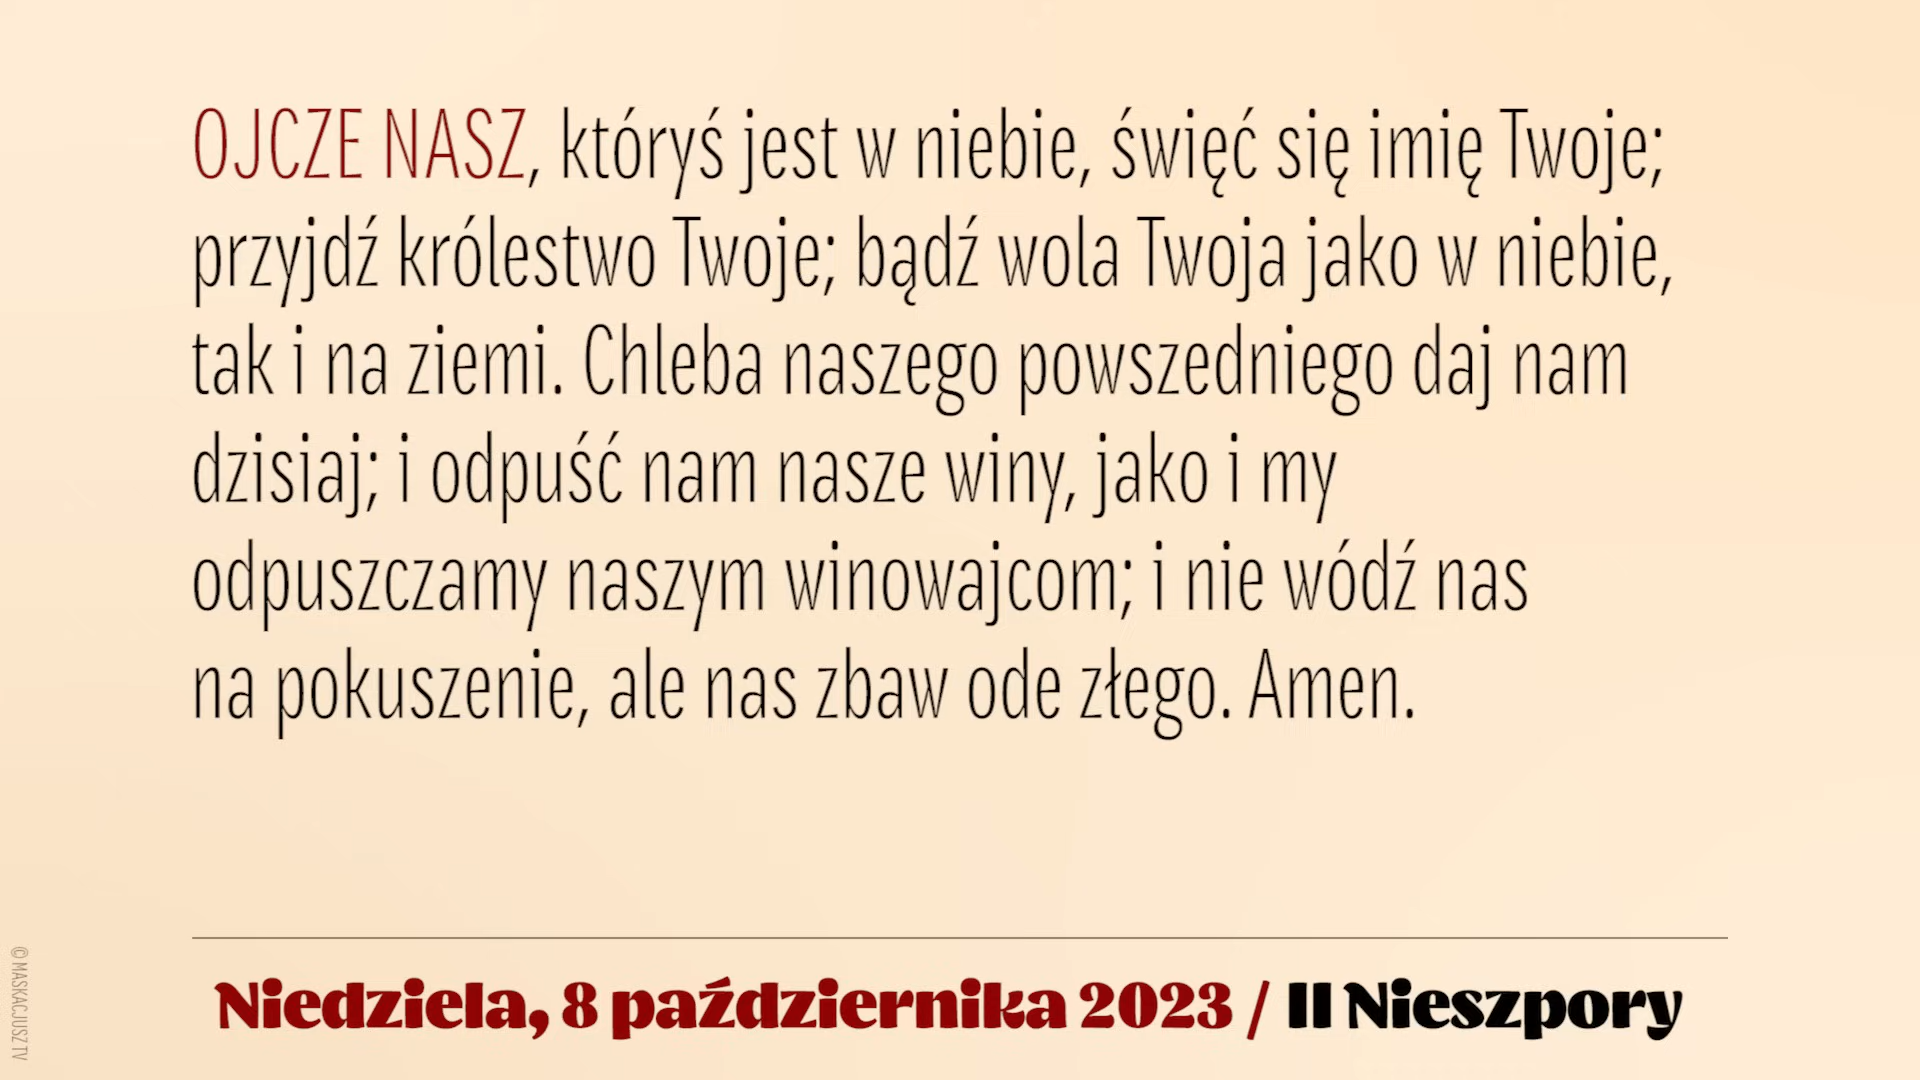 OJCZE NASZ, któryś jest w niebie, święć się imię Twoje;
przyjdź królestwo Twoje; bądź wola Twoja jako w niebie,
tak i na ziemi. Chleba naszego powszedniego daj nam
dzisiaj; i odpuść nam nasze winy, jako i my
odpuszczamy naszym winowajcom; i nie wódź nas
na pokuszenie, ale nas zbaw ode złego. Amen.
Niedziela, 8 października 2023 / II Nieszpory
© MASKACJUSZ TV